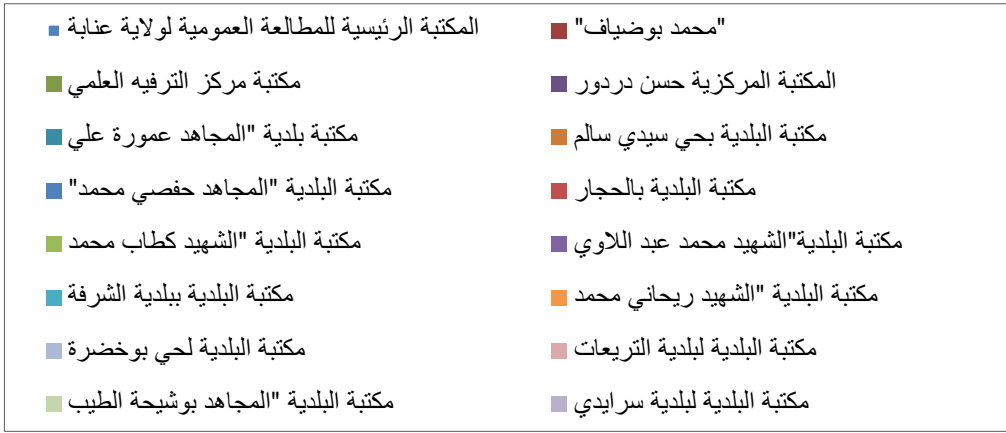 المكتبة الرئيسية للمطالعة العمومية لولاية عنابة
"محمد بوضياف"
مكتبة مركز الترفيه العلمي
المكتبة المركزية حسن دردور
مكتبة بلدية "المجاهد عمورة علي
مكتبة البلدية بحي سيدي سالم
مكتبة البلدية "المجاهد حفصي محمد"
مكتبة البلدية بالحجار
مكتبة البلدية "الشهيد كطاب محمد
مكتبة البلدية"الشهيد محمد عبد اللاوي
مكتبة البلدية ببلدية الشرفة
مكتبة البلدية "الشهيد ريحاني محمد
مكتبة البلدية لحي بوخضرة
مكتبة البلدية لبلدية التريعات
مكتبة البلدية "المجاهد بوشيحة الطيب
مكتبة البلدية لبلدية سرايدي